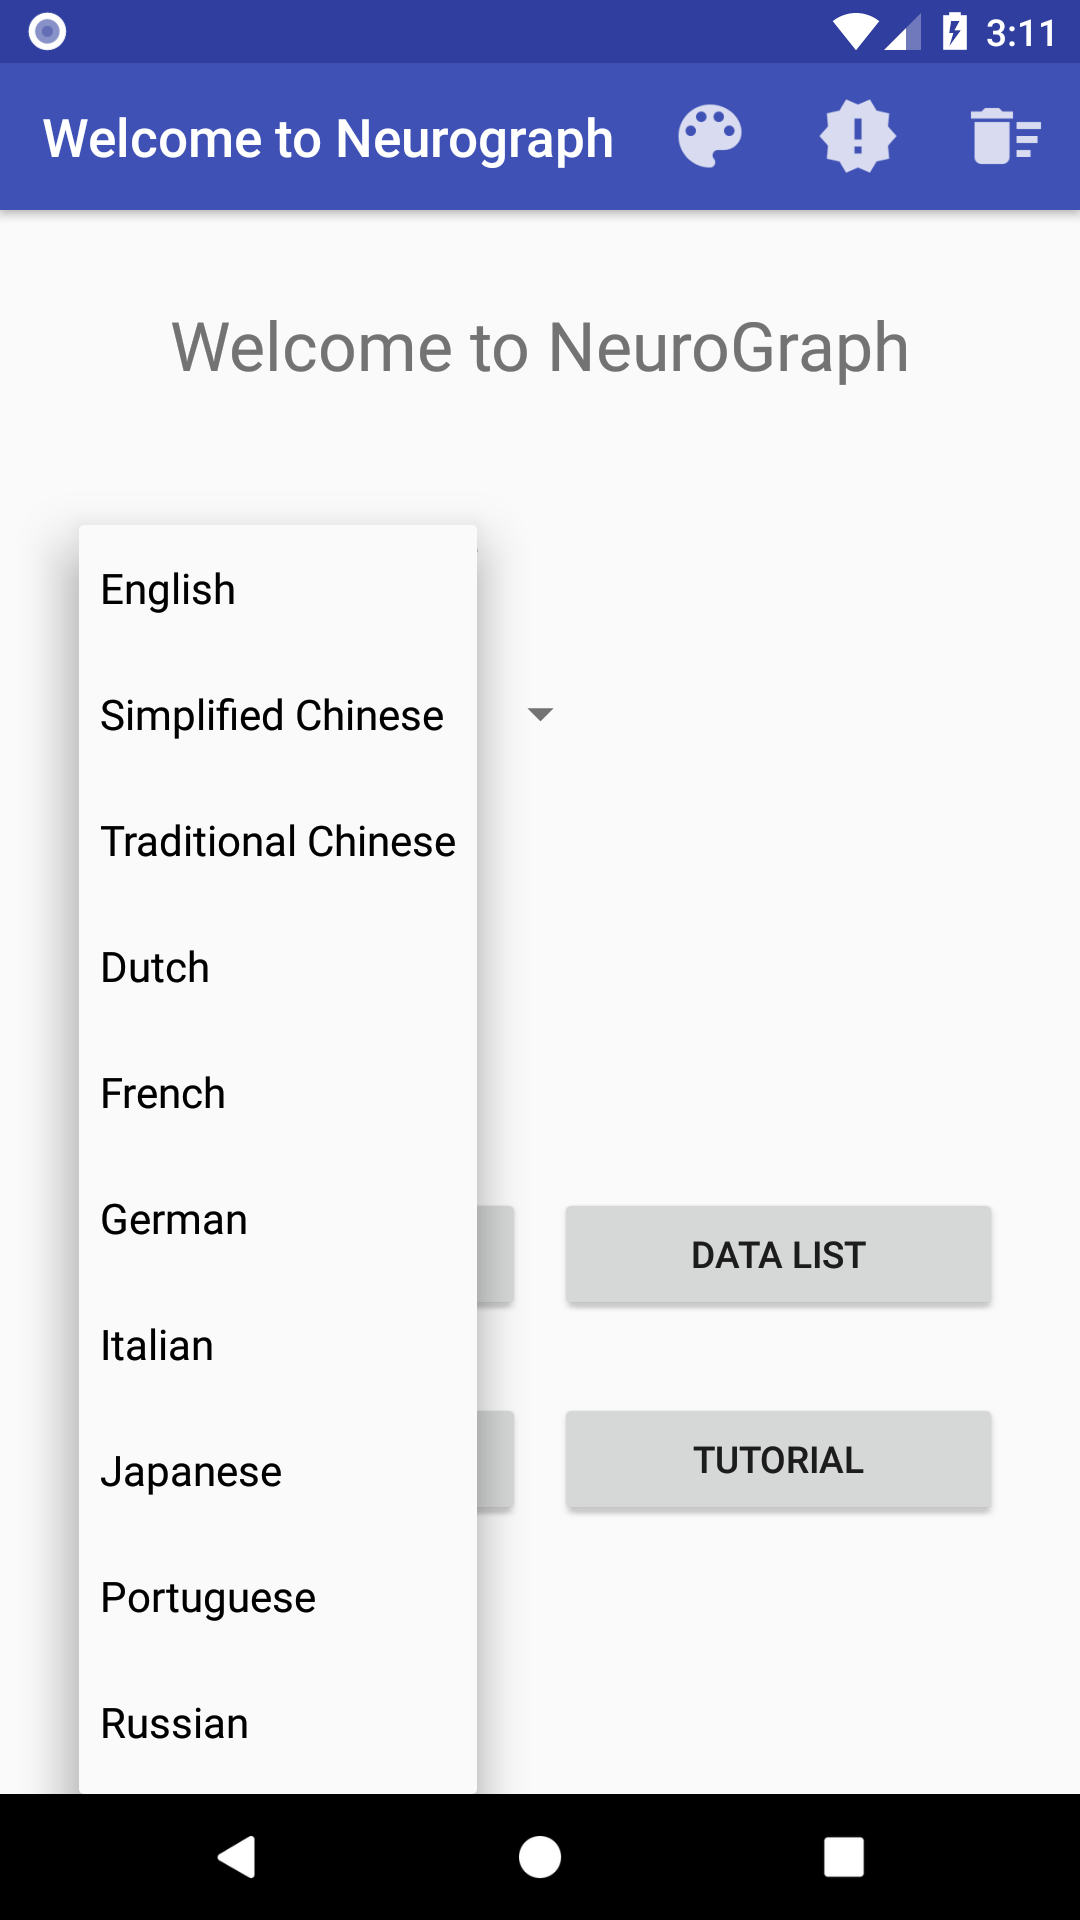 3:11
Welcome to Neurograph
Welcome to NeuroGraph
English
Simplified Chinese
Traditional Chinese
Dutch
French
German
DATA LIST
Italian
Japanese
TUTORIAL
Portuguese
Russian